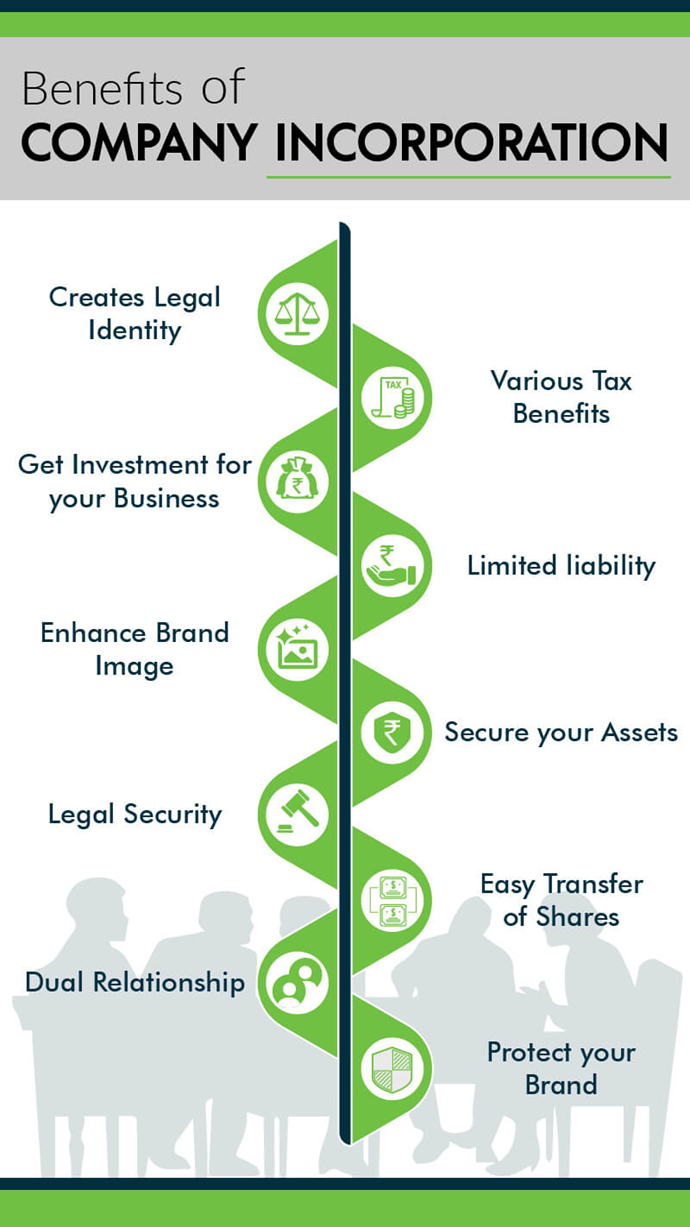 Benefits of
COMPANY INCORPORATION
Creates Legal
Identity
TAX
Various Tax
Benefits
Get Investment for
your Business
₹
₹
Limited liability
Enhance Brand
Image
₹
Secure your Assets
Legal Security
$
$
Easy Transfer
of Shares
Dual Relationship
Protect your
Brand